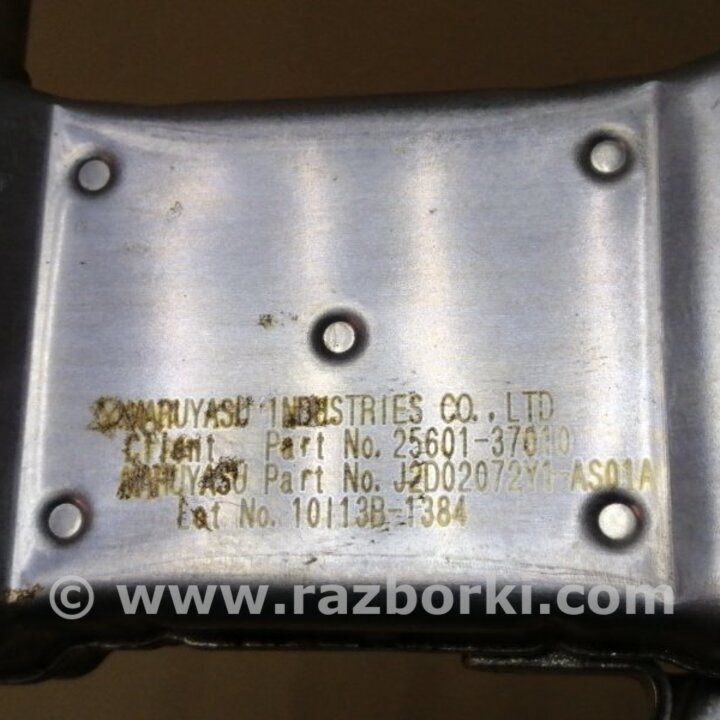 MARUYASU INDUSTRIES CO., LTD
Client Part No. 25601-37010
MARUYASU Part No. J2D02072Y1-AS01A
Lot No. 10I13B-1384
© www.razborki.com